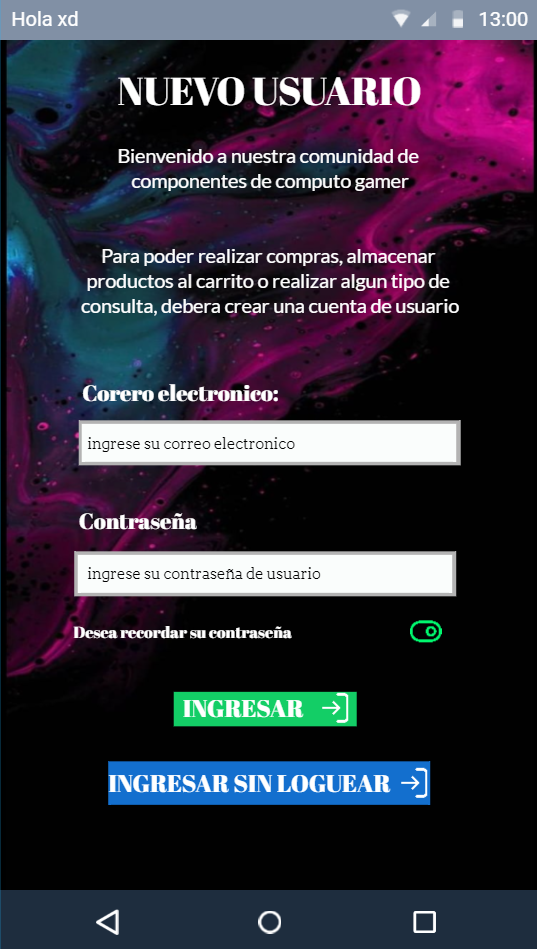 Hola xd
13:00
NUEVO USUARIO
Bienvenido a nuestra comunidad de
componentes de computo gamer
Para poder realizar compras, almacenar
productos al carrito o realizar algun tipo de
consulta, debera crear una cuenta de usuario
Corero electronico:
ingrese su correo electronico
Contraseña
ingrese su contraseña de usuario
Desea recordar su contraseña
INGRESAR
INGRESAR SIN LOGUEAR